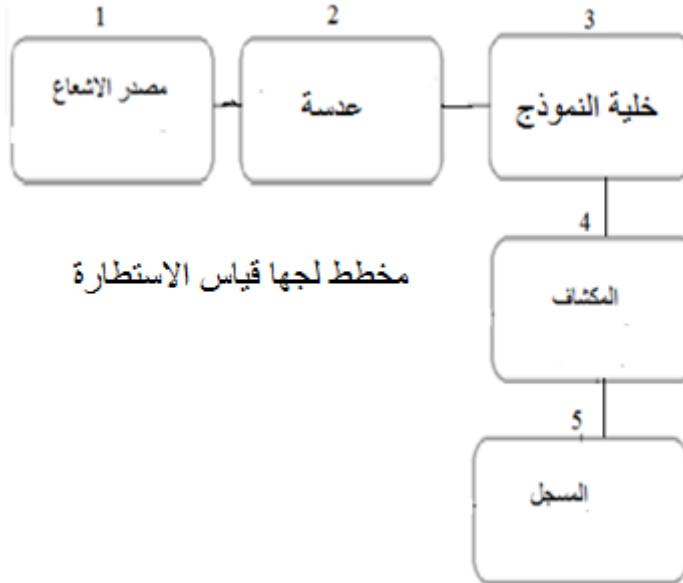 1
مصدر الاشعاع
2
عدسة
3
خلية النموذج
4
المكشاف
5
المسجل
مخطط لجها قياس الاستطارة